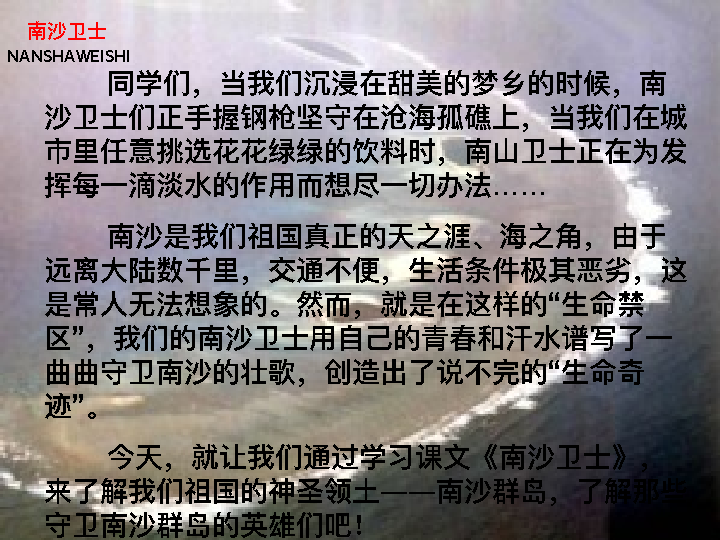 南沙卫士
NANSHAWEISHI
同学们，当我们沉浸在甜美的梦乡的时候，南
沙卫士们正手握钢枪坚守在沧海孤礁上，当我们在城
市里任意挑选花花绿绿的饮料时，南山卫士正在为发
挥每一滴淡水的作用而想尽一切办法……
南沙是我们祖国真正的天之涯、海之角，由于
远离大陆数千里，交通不便，生活条件极其恶劣，这
是常人无法想象的。然而，就是在这样的“生命禁
区”，我们的南沙卫士用自己的青春和汗水谱写了一
曲曲守卫南沙的壮歌，创造出了说不完的“生命奇
迹”。
今天，就让我们通过学习课文《南沙卫士》，
来了解我们祖国的神圣领土——南沙群岛，了解那些
守卫南沙群岛的英雄们吧！